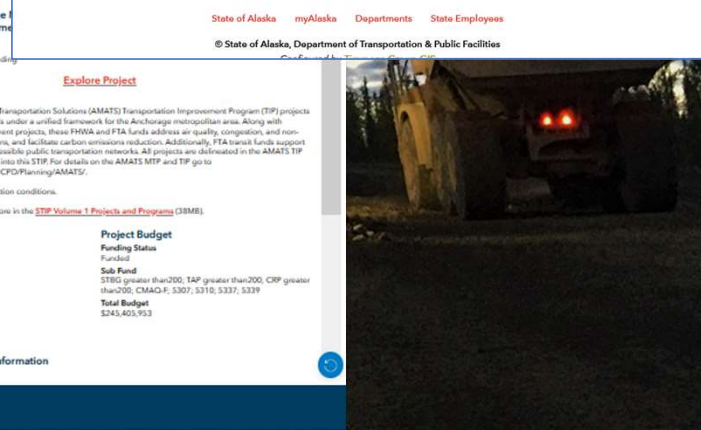 State of Alaska myAlaska Departments State Employees
© State of Alaska, Department of Transportation & Public Facilities
Explore Project
Transportation Solutions (AMATS) Transportation Improvement Program (TIP) projects
s under a unified framework for the Anchorage metropolitan area. Along with
ent projects, these FHWA and FTA funds address air quality, congestion, and non-
ns, and facilitate carbon emissions reduction. Additionally, FTA transit funds support
essible public transportation networks. All projects are delineated in the AMATS TIP
into this STIP. For details on the AMATS MTP and TIP go to
CPD/Planning/AMATS/.
tion conditions.
ore in the STIP Volume 1 Projects and Programs (38MB).
Project Budget
Funding Status
Funded
Sub Fund
STBG greater than200; TAP greater than200; CRP greater
than200; CMAQ-F; 5307; 5310; 5337; 5339
Total Budget
$245,405,953
nformation